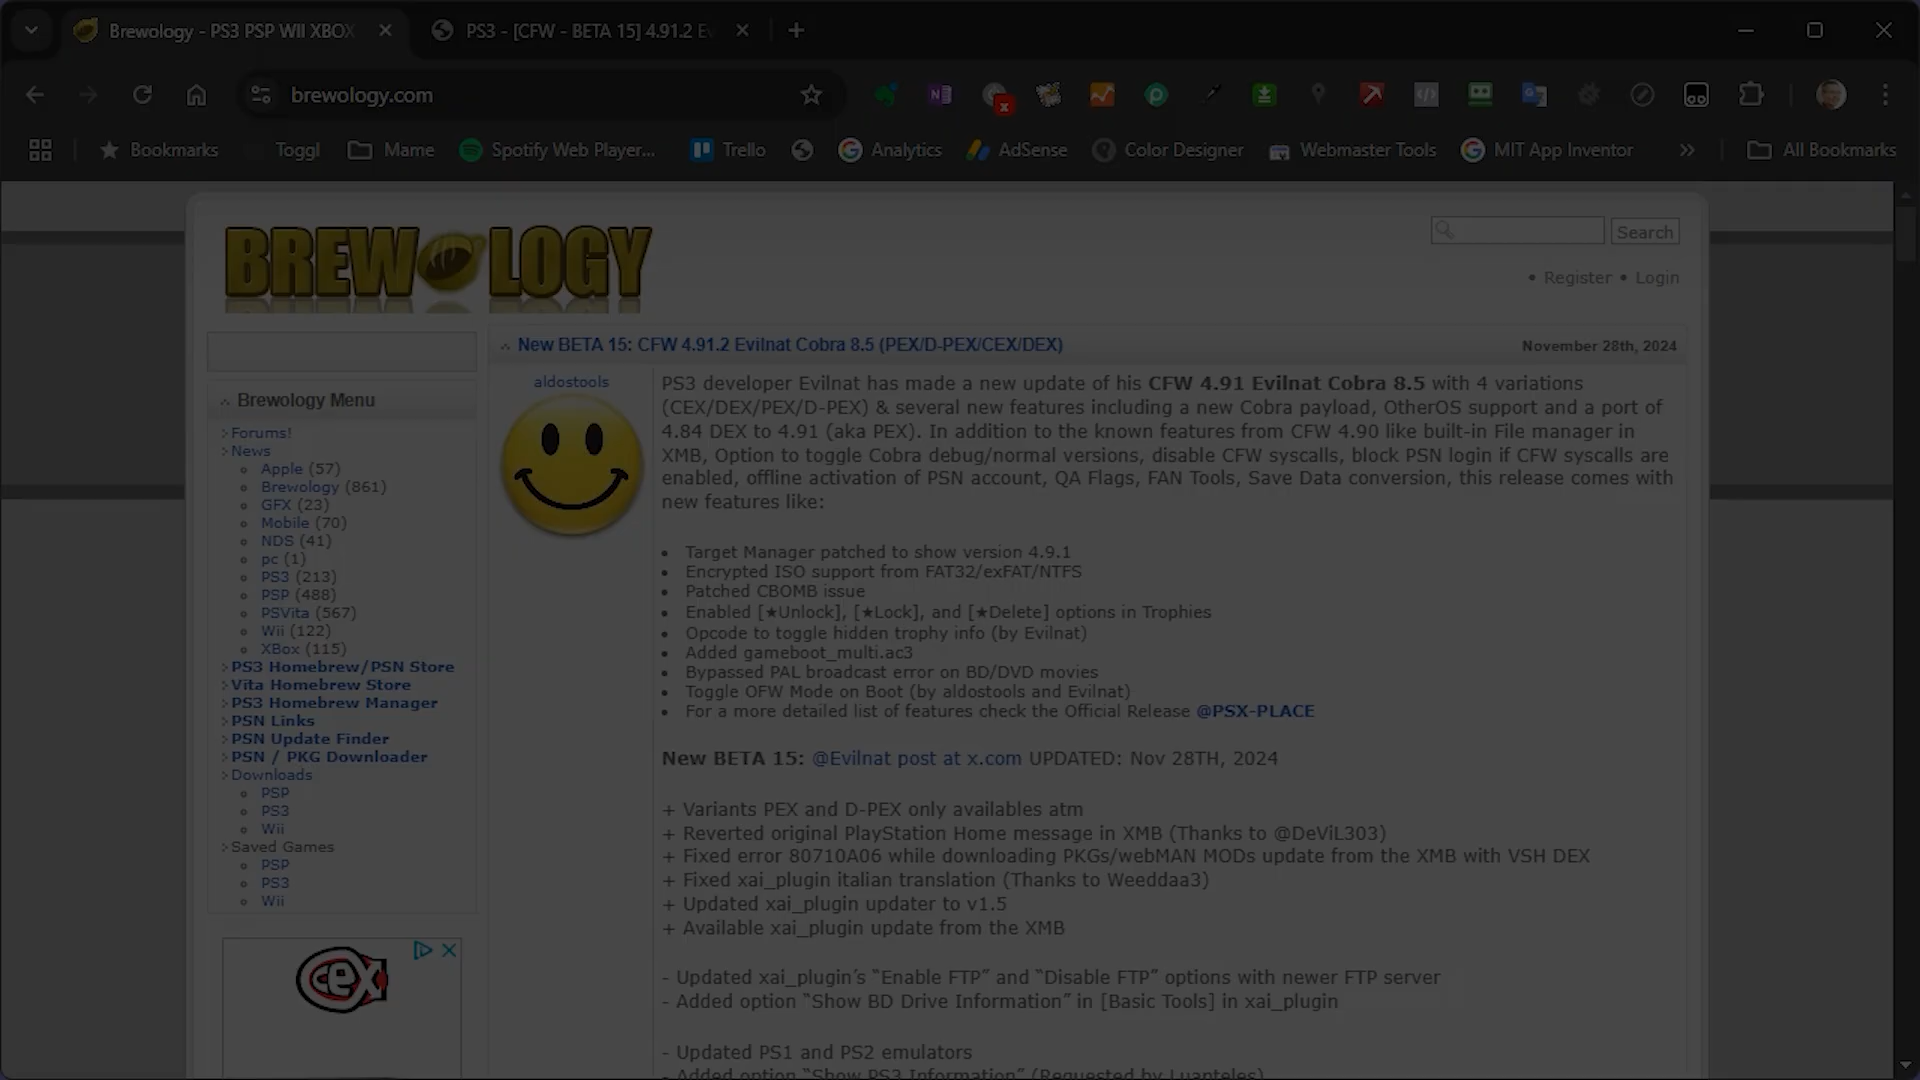 Brewology - PS3 PSP WII XBOX
PS3 - [CFW - BETA 15] 4.91.2 Ev
brewology.com
Bookmarks
Toggl
Mame
Spotify Web Player...
Trello
Analytics
AdSense
Color Designer
Webmaster Tools
MIT App Inventor
All Bookmarks
BREWOLOGY
Search
• Register • Login
New BETA 15: CFW 4.91.2 Evilnat Cobra 8.5 (PEX/D-PEX/CEX/DEX)
November 28th, 2024
Brewology Menu
Forums!
News
Apple (57)
Brewology (861)
GFX (23)
Mobile (70)
NDS (41)
pc (1)
PS3 (213)
PSP (488)
PSVita (567)
Wii (122)
XBox (115)
PS3 Homebrew/PSN Store
Vita Homebrew Store
PS3 Homebrew Manager
PSN Links
PSN Update Finder
PSN / PKG Downloader
Downloads
PSP
PS3
Wii
Saved Games
PSP
PS3
Wii
cex
aldostools
PS3 developer Evilnat has made a new update of his CFW 4.91 Evilnat Cobra 8.5 with 4 variations
(CEX/DEX/PEX/D-PEX) & several new features including a new Cobra payload, OtherOS support and a port of
4.84 DEX to 4.91 (aka PEX). In addition to the known features from CFW 4.90 like built-in File manager in
XMB, Option to toggle Cobra debug/normal versions, disable CFW syscalls, block PSN login if CFW syscalls are
enabled, offline activation of PSN account, QA Flags, FAN Tools, Save Data conversion, this release comes with
new features like:
• Target Manager patched to show version 4.9.1
• Encrypted ISO support from FAT32/exFAT/NTFS
• Patched CBOMB issue
• Enabled [★Unlock], [★Lock], and [★Delete] options in Trophies
• Opcode to toggle hidden trophy info (by Evilnat)
• Added gameboot_multi.ac3
• Bypassed PAL broadcast error on BD/DVD movies
• Toggle OFW Mode on Boot (by aldostools and Evilnat)
• For a more detailed list of features check the Official Release @PSX-PLACE
New BETA 15: @Evilnat post at x.com UPDATED: Nov 28TH, 2024
+ Variants PEX and D-PEX only availables atm
+ Reverted original PlayStation Home message in XMB (Thanks to @DeViL303)
+ Fixed error 80710A06 while downloading PKGs/webMAN MODs update from the XMB with VSH DEX
+ Fixed xai_plugin italian translation (Thanks to Weeddaa3)
+ Updated xai_plugin updater to v1.5
+ Available xai_plugin update from the XMB
- Updated xai_plugin’s “Enable FTP” and “Disable FTP” options with newer FTP server
- Added option “Show BD Drive Information” in [Basic Tools] in xai_plugin
- Updated PS1 and PS2 emulators
- Added option “Show PS3 Information” (Requested by Luanteles)